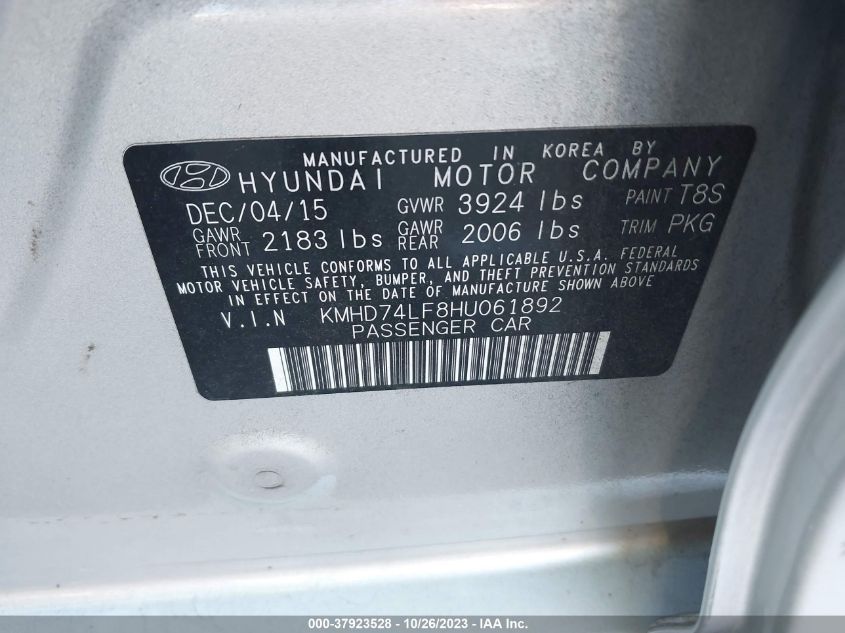 MANUFACTURED IN KOREA BY
HYUNDAI MOTOR COMPANY
DEC/04/15 GVWR 3924 lbs PAINT T8S
GAWR FRONT 2183 lbs GAWR REAR 2006 lbs TRIM PKG
THIS VEHICLE CONFORMS TO ALL APPLICABLE U.S.A. FEDERAL
MOTOR VEHICLE SAFETY, BUMPER, AND THEFT PREVENTION STANDARDS
IN EFFECT ON THE DATE OF MANUFACTURE SHOWN ABOVE
V.I.N KMHD74LF8HU061892
PASSENGER CAR
000-37923528 - 10/26/2023 - IAA Inc.